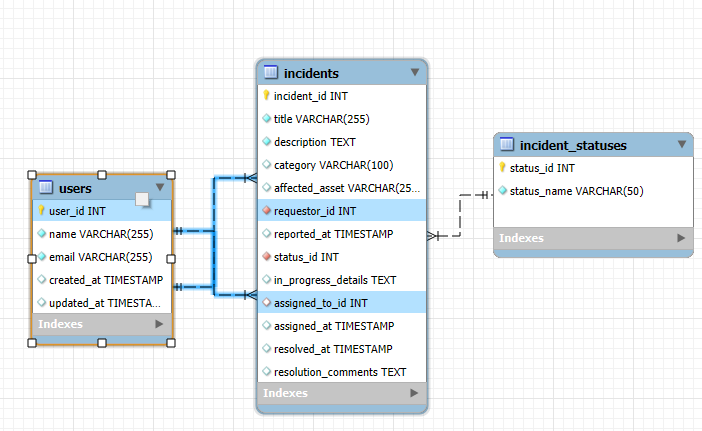 users
user_id INT
name VARCHAR(255)
email VARCHAR(255)
created_at TIMESTAMP
updated_at TIMESTA...
Indexes
incidents
incident_id INT
title VARCHAR(255)
description TEXT
category VARCHAR(100)
affected_asset VARCHAR(25...
requestor_id INT
reported_at TIMESTAMP
status_id INT
in_progress_details TEXT
assigned_to_id INT
assigned_at TIMESTAMP
resolved_at TIMESTAMP
resolution_comments TEXT
Indexes
incident_statuses
status_id INT
status_name VARCHAR(50)
Indexes